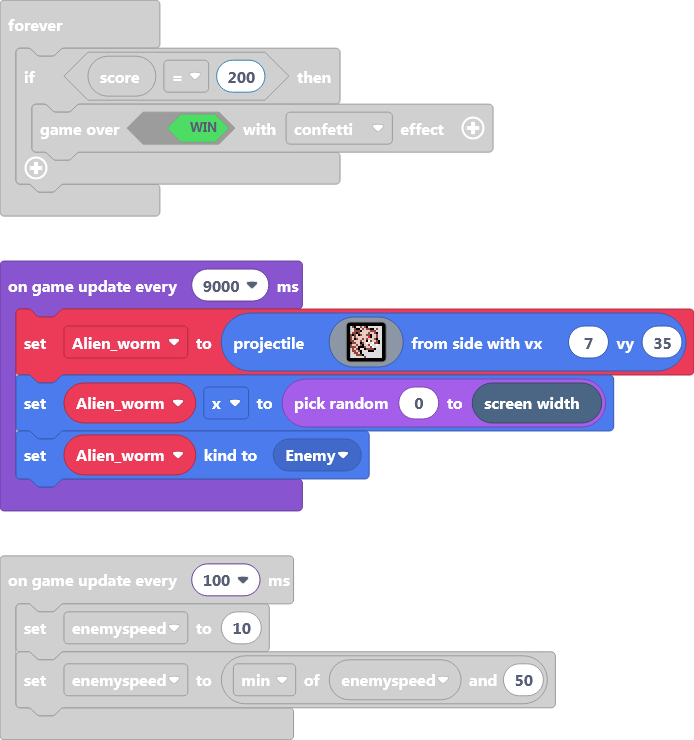 forever
if score = 200 then
game over WIN with confetti effect
on game update every 9000 ms
set Alien_worm to projectile from side with vx 7 vy 35
set Alien_worm x to pick random 0 to screen width
set Alien_worm kind to Enemy
on game update every 100 ms
set enemyspeed to 10
set enemyspeed to min of enemyspeed and 50